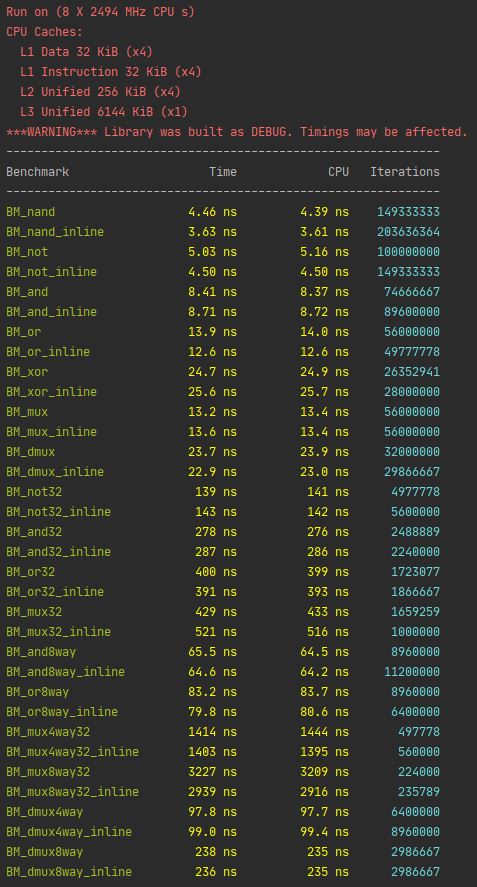 Run on (8 X 2494 MHz CPU s)
CPU Caches:
  L1 Data 32 KiB (x4)
  L1 Instruction 32 KiB (x4)
  L2 Unified 256 KiB (x4)
  L3 Unified 6144 KiB (x1)
***WARNING*** Library was built as DEBUG. Timings may be affected.
--------------------------------------------------------------
Benchmark                    Time             CPU   Iterations
--------------------------------------------------------------
BM_nand                   4.46 ns         4.39 ns    149333333
BM_nand_inline            3.63 ns         3.61 ns    203636364
BM_not                    5.03 ns         5.16 ns    100000000
BM_not_inline             4.50 ns         4.50 ns    149333333
BM_and                    8.41 ns         8.37 ns     74666667
BM_and_inline             8.71 ns         8.72 ns     89600000
BM_or                     13.9 ns         14.0 ns     56000000
BM_or_inline              12.6 ns         12.6 ns     49777778
BM_xor                    24.7 ns         24.9 ns     26352941
BM_xor_inline             25.6 ns         25.7 ns     28000000
BM_mux                    13.2 ns         13.4 ns     56000000
BM_mux_inline             13.6 ns         13.4 ns     56000000
BM_dmux                   23.7 ns         23.9 ns     32000000
BM_dmux_inline            22.9 ns         23.0 ns     29866667
BM_not32                   139 ns          141 ns      4977778
BM_not32_inline            143 ns          142 ns      5600000
BM_and32                   278 ns          276 ns      2488889
BM_and32_inline            287 ns          286 ns      2240000
BM_or32                    400 ns          399 ns      1723077
BM_or32_inline             391 ns          393 ns      1866667
BM_mux32                   429 ns          433 ns      1659259
BM_mux32_inline            521 ns          516 ns      1000000
BM_and8way                65.5 ns         64.5 ns      8960000
BM_and8way_inline         64.6 ns         64.2 ns     11200000
BM_or8way                 83.2 ns         83.7 ns      8960000
BM_or8way_inline          79.8 ns         80.6 ns      6400000
BM_mux4way32              1414 ns         1444 ns       497778
BM_mux4way32_inline       1403 ns         1395 ns       560000
BM_mux8way32              3227 ns         3209 ns       224000
BM_mux8way32_inline       2939 ns         2916 ns       235789
BM_dmux4way               97.8 ns         97.7 ns      6400000
BM_dmux4way_inline        99.0 ns         99.4 ns      8960000
BM_dmux8way                238 ns          235 ns      2986667
BM_dmux8way_inline         236 ns          235 ns      2986667